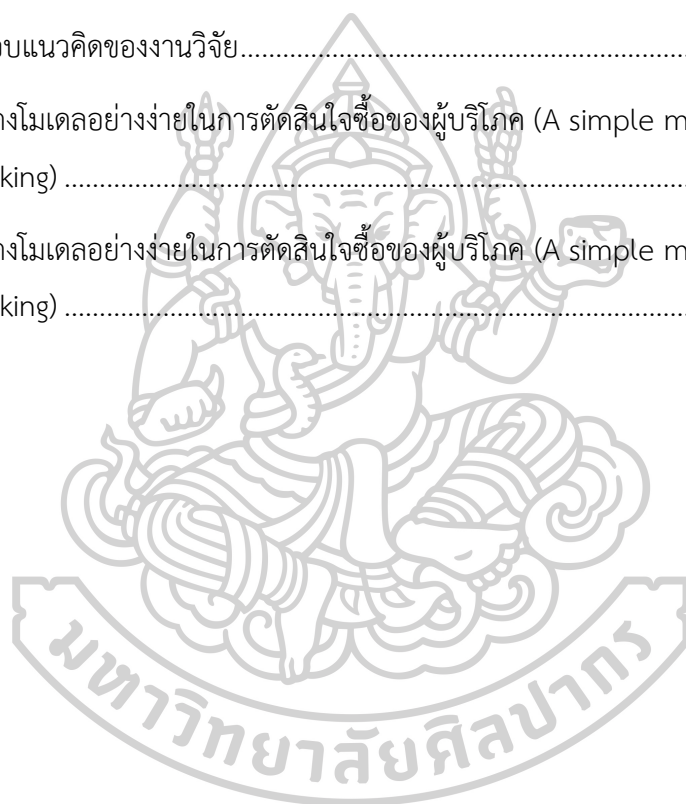 อบแนวคิดของงานวิจัย..........................................................................................
างโมเดลอย่างง่ายในการตัดสินใจซื้อของผู้บริโภค (A simple m
king) ..........................................................................................................................
างโมเดลอย่างง่ายในการตัดสินใจซื้อของผู้บริโภค (A simple m
king) ..........................................................................................................................
มหาวิทยาลัยศิลปากร